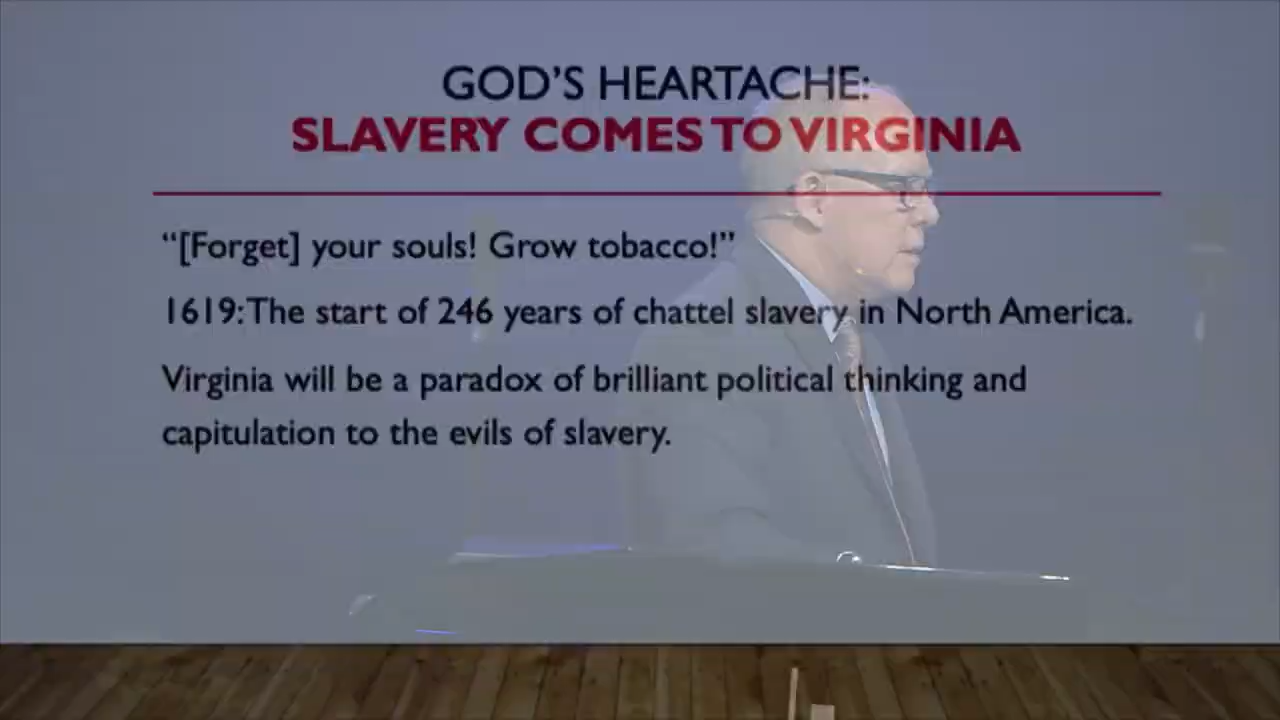 GOD'S HEARTACHE:
SLAVERY COMES TO VIRGINIA
“[Forget] your souls! Grow tobacco!”
1619: The start of 246 years of chattel slavery in North America.
Virginia will be a paradox of brilliant political thinking and
capitulation to the evils of slavery.